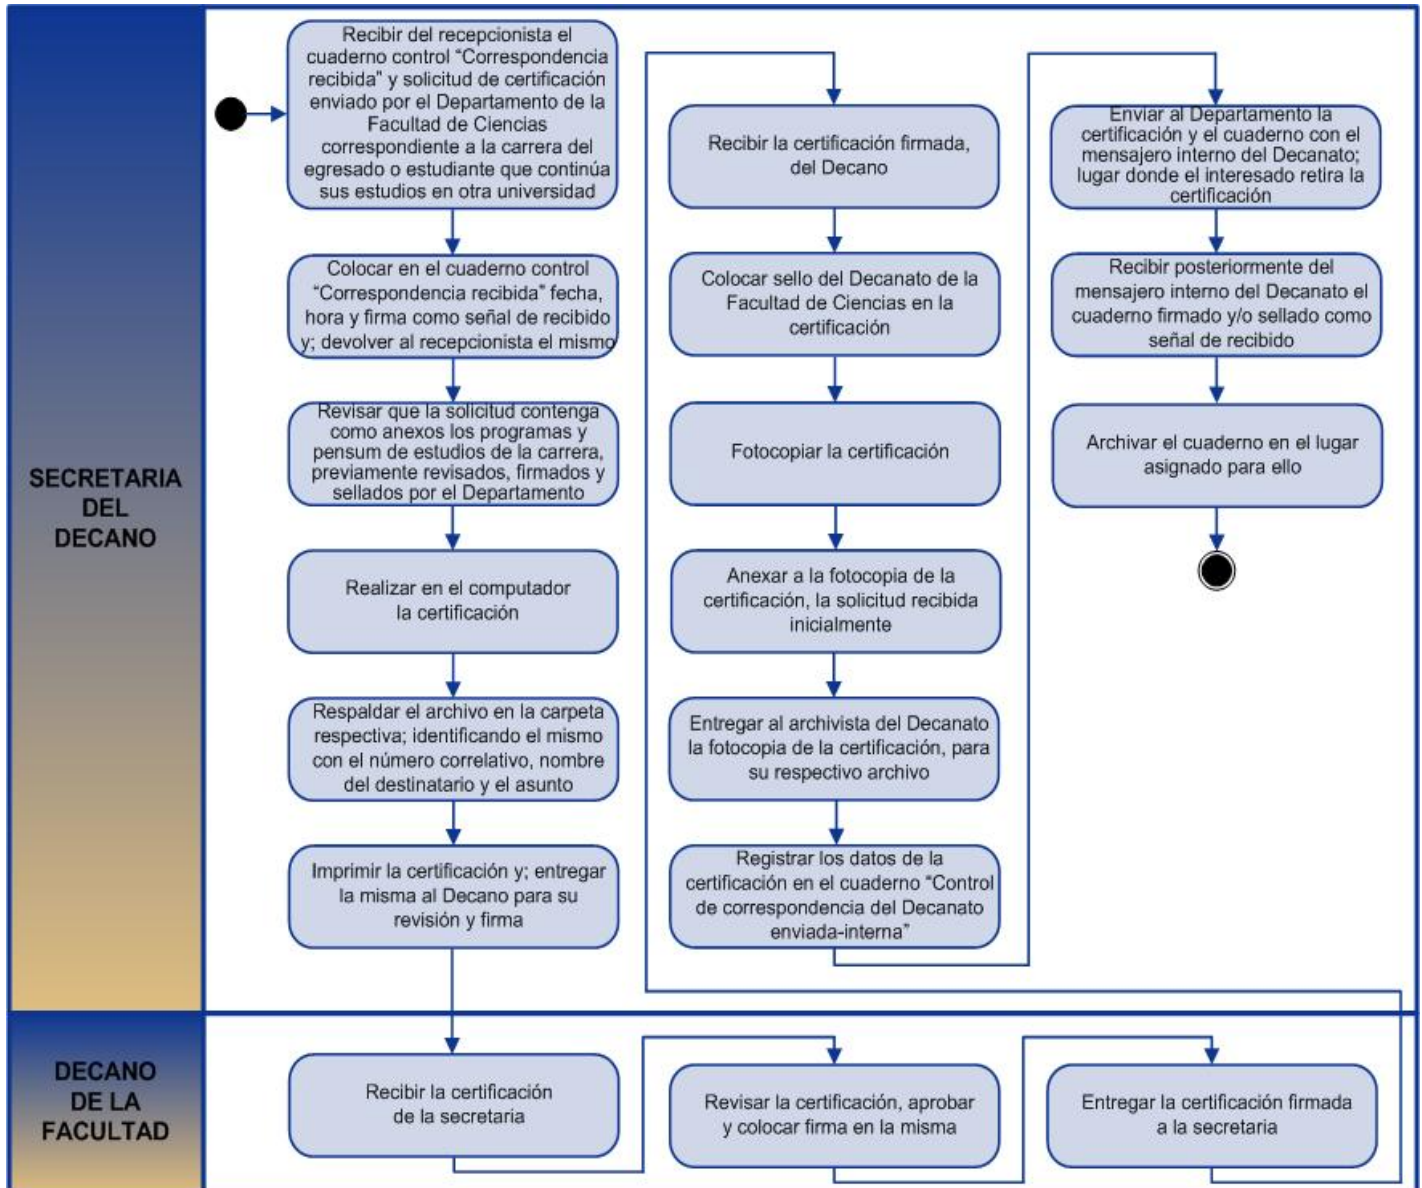 SECRETARIA
DEL
DECANO
Recibir del recepcionista el
cuaderno control “Correspondencia
recibida” y solicitud de certificación
enviado por el Departamento de la
Facultad de Ciencias
correspondiente a la carrera del
egresado o estudiante que continúa
sus estudios en otra universidad
Colocar en el cuaderno control
“Correspondencia recibida” fecha,
hora y firma como señal de recibido
y; devolver al recepcionista el mismo
Revisar que la solicitud contenga
como anexos los programas y
pensum de estudios de la carrera,
previamente revisados, firmados y
sellados por el Departamento
Realizar en el computador
la certificación
Respaldar el archivo en la carpeta
respectiva; identificando el mismo
con el número correlativo, nombre
del destinatario y el asunto
Imprimir la certificación y; entregar
la misma al Decano para su
revisión y firma
DECANO
DE LA
FACULTAD
Recibir la certificación
de la secretaria
Revisar la certificación, aprobar
y colocar firma en la misma
Entregar la certificación firmada
a la secretaria
Recibir la certificación firmada,
del Decano
Colocar sello del Decanato de la
Facultad de Ciencias en la
certificación
Fotocopiar la certificación
Anexar a la fotocopia de la
certificación, la solicitud recibida
inicialmente
Entregar al archivista del Decanato
la fotocopia de la certificación, para
su respectivo archivo
Registrar los datos de la
certificación en el cuaderno “Control
de correspondencia del Decanato
enviada-interna”
Enviar al Departamento la
certificación y el cuaderno con el
mensajero interno del Decanato;
lugar donde el interesado retira la
certificación
Recibir posteriormente del
mensajero interno del Decanato el
cuaderno firmado y/o sellado como
señal de recibido
Archivar el cuaderno en el lugar
asignado para ello